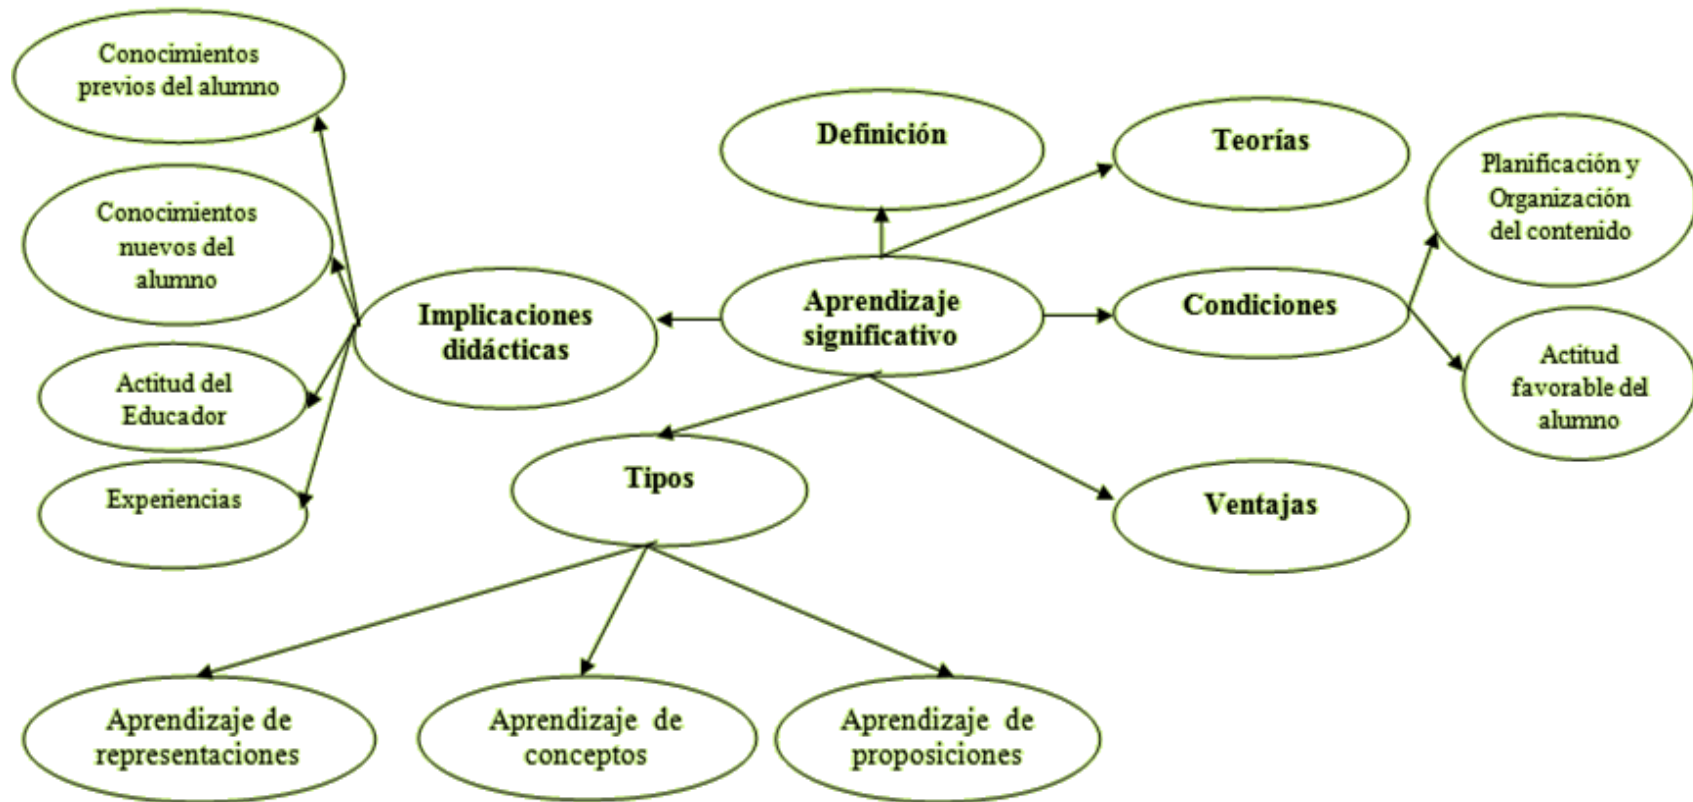 Conocimientos
previos del alumno
Conocimientos
nuevos del
alumno
Actitud del
Educador
Experiencias
Implicaciones
didácticas
Definición
Teorías
Aprendizaje
significativo
Condiciones
Planificación y
Organización
del contenido
Actitud
favorable del
alumno
Tipos
Ventajas
Aprendizaje de
representaciones
Aprendizaje de
conceptos
Aprendizaje de
proposiciones